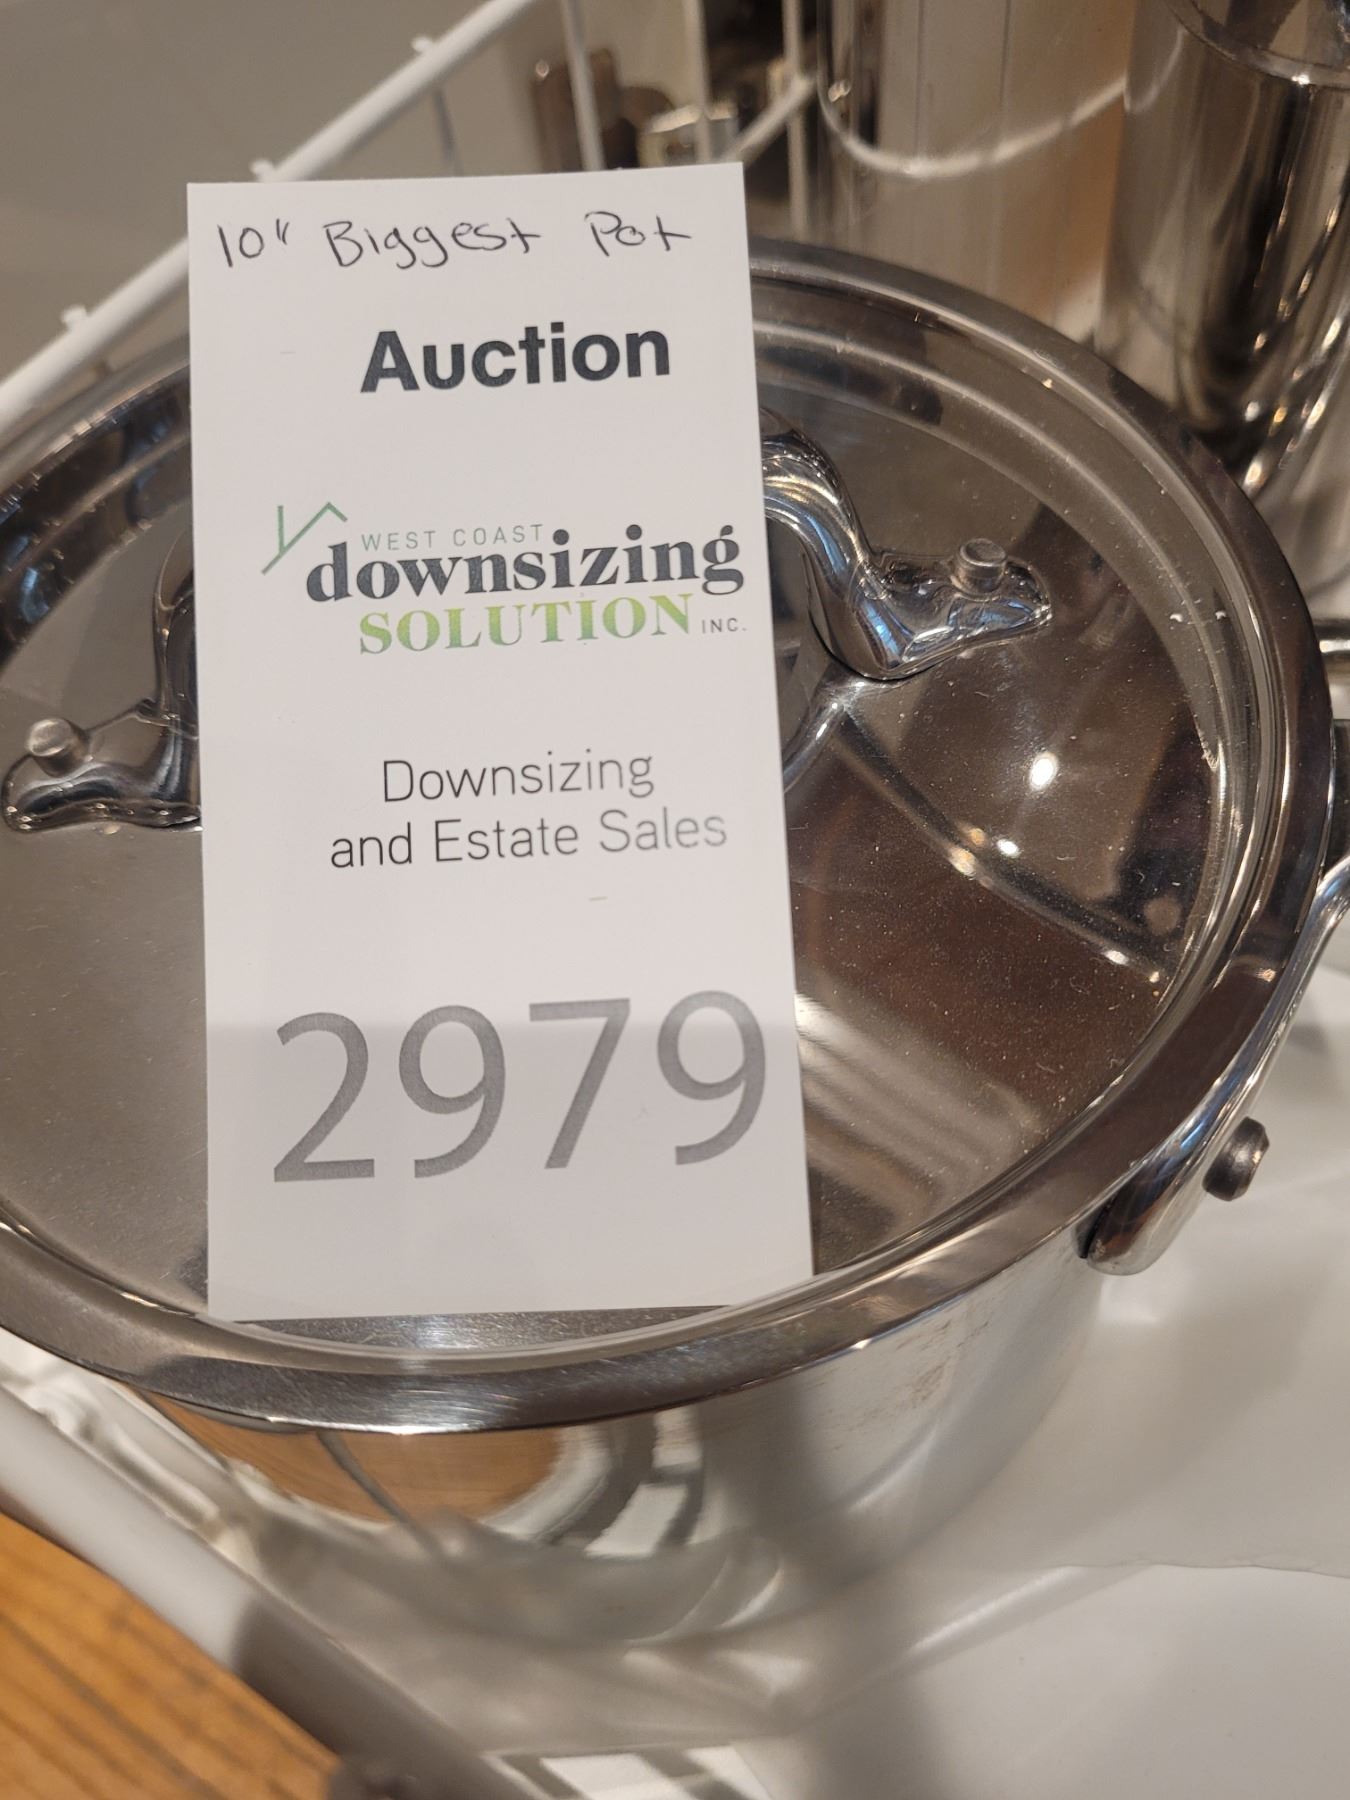 10" Biggest Pot
Auction
WEST COAST
downsizing
SOLUTION INC.
Downsizing
and Estate Sales
2979